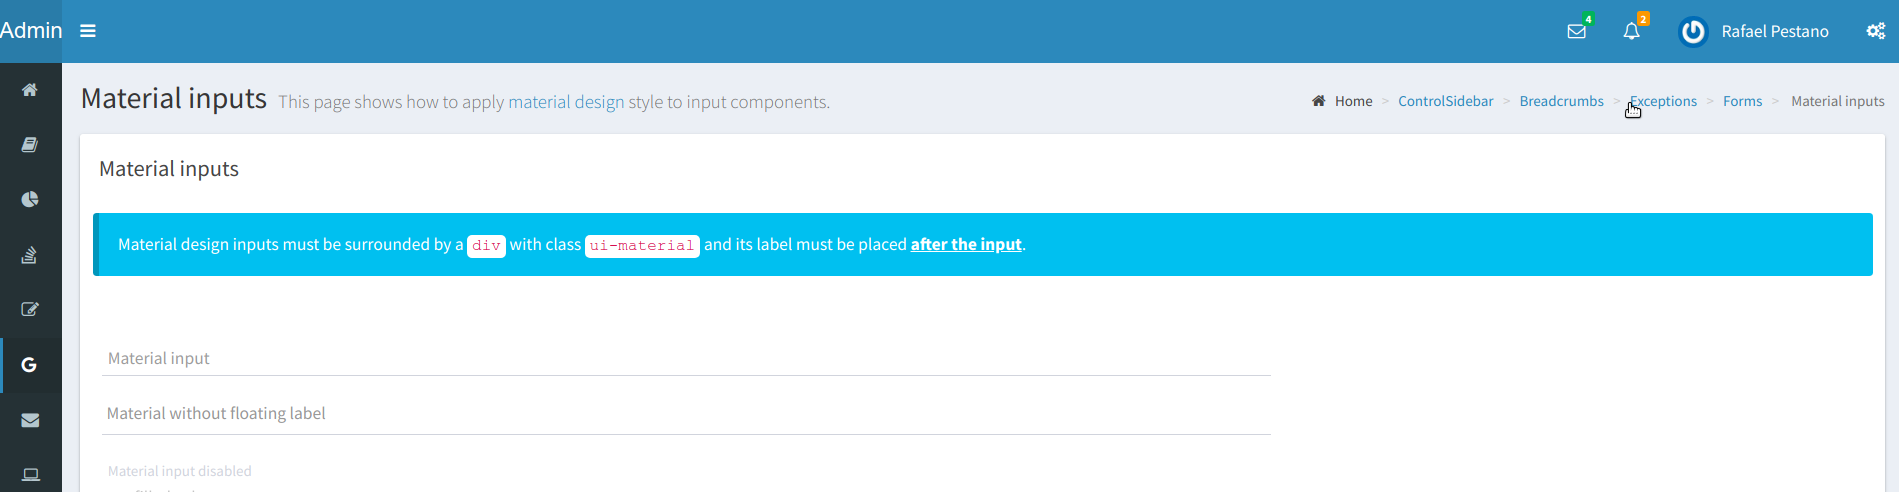 Admin
4
2
Rafael Pestano
Material inputs This page shows how to apply material design style to input components.
Home > ControlSidebar > Breadcrumbs > Exceptions > Forms > Material inputs
Material inputs
Material design inputs must be surrounded by a div with class ui-material and its label must be placed after the input.
Material input
Material without floating label
Material input disabled